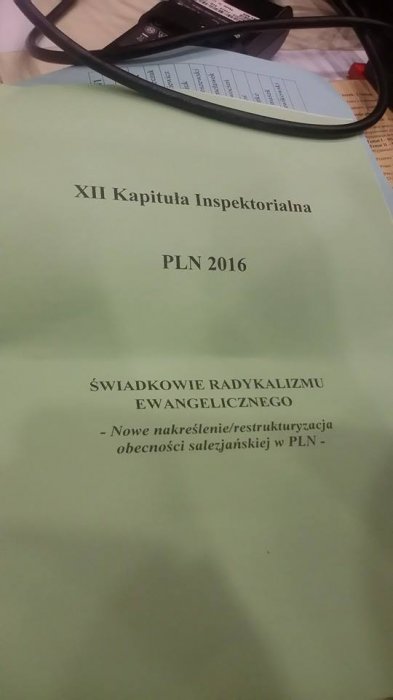 XII Kapituła Inspektorialna
PLN 2016
ŚWIADKOWIE RADYKALIZMU
EWANGELICZNEGO
- Nowe nakreślenie/restrukturyzacja
obecności salezjańskiej w PLN -